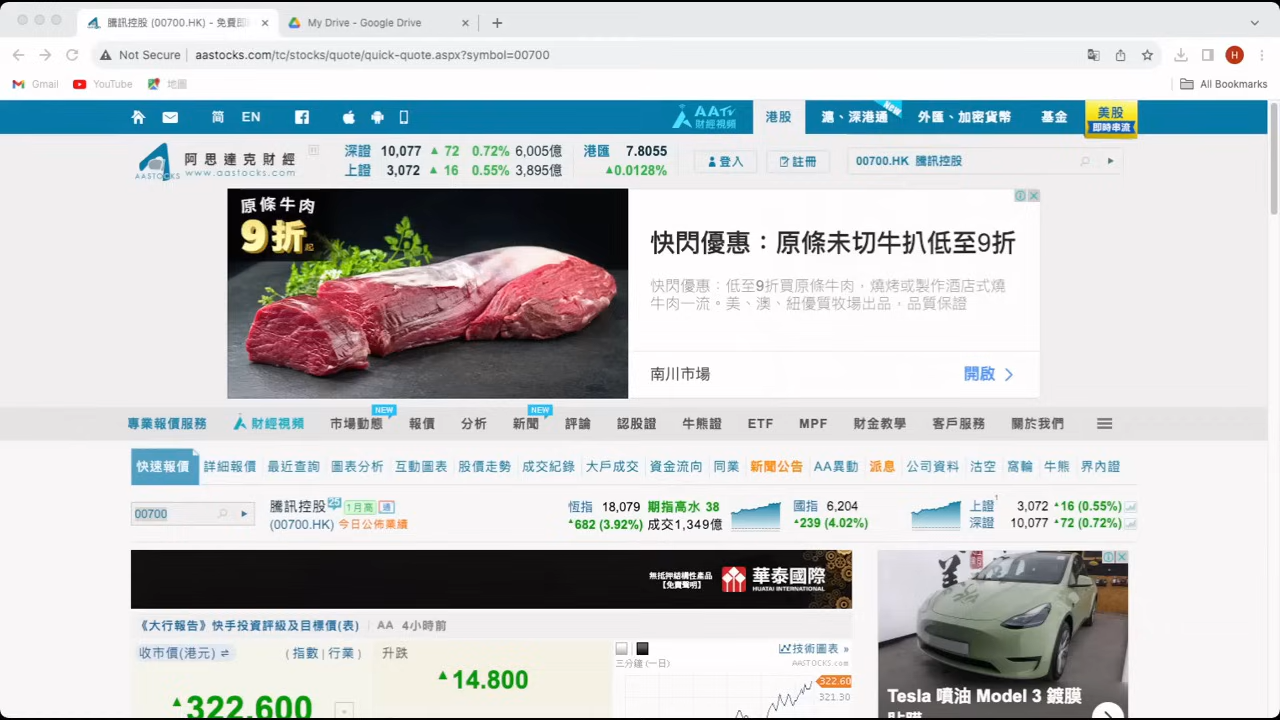 騰訊控股 (00700.HK) - 免費即
My Drive - Google Drive
Not Secure
aastocks.com/tc/stocks/quote/quick-quote.aspx?symbol=00700
H
Gmail
YouTube
地圖
All Bookmarks
简
EN
AATV
財經視頻
港股
滬、深港通
New
外匯、加密貨幣
基金
美股
即時串流
AASTOCKS
阿思達克財經
www.aastocks.com
深證 10,077 72 0.72% 6,005億
上證 3,072 16 0.55% 3,895億
港匯 7.8055
0.0128%
登入
註冊
00700.HK 騰訊控股
原條牛肉
9折起
快閃優惠：原條未切牛扒低至9折
快閃優惠：低至9折買原條牛肉，燒烤或製作酒店式燒
牛肉一流。美、澳、紐優質牧場出品，品質保證
南川市場
開啟
專業報價服務
財經視頻
市場動態
NEW
報價
分析
新聞
NEW
評論
認股證
牛熊證
ETF
MPF
財金教學
客戶服務
關於我們
快速報價
詳細報價
最近查詢
圖表分析
互動圖表
股價走勢
成交紀錄
大戶成交
資金流向
同業
新聞公告
AA異動
派息
公司資料
沽空
窩輪
牛熊
界內證
00700
騰訊控股
1月高
通
(00700.HK) 今日公佈業績
恆指 18,079 期指高水 38
682 (3.92%) 成交1,349億
國指 6,204
239 (4.02%)
上證 3,072 16 (0.55%)
深證 10,077 72 (0.72%)
無抵押結構性產品
【免費聲明】
華泰國際
HUATAI INTERNATIONAL
《大行報告》快手投資評級及目標價(表)
AA 4小時前
收市價(港元)
(指數|行業)
升跌
322.600
14.800
技術圖表 »
三分鐘 (一日)
AASTOCKS.com
322.60
321.30
Tesla 噴油 Model 3 鍍膜